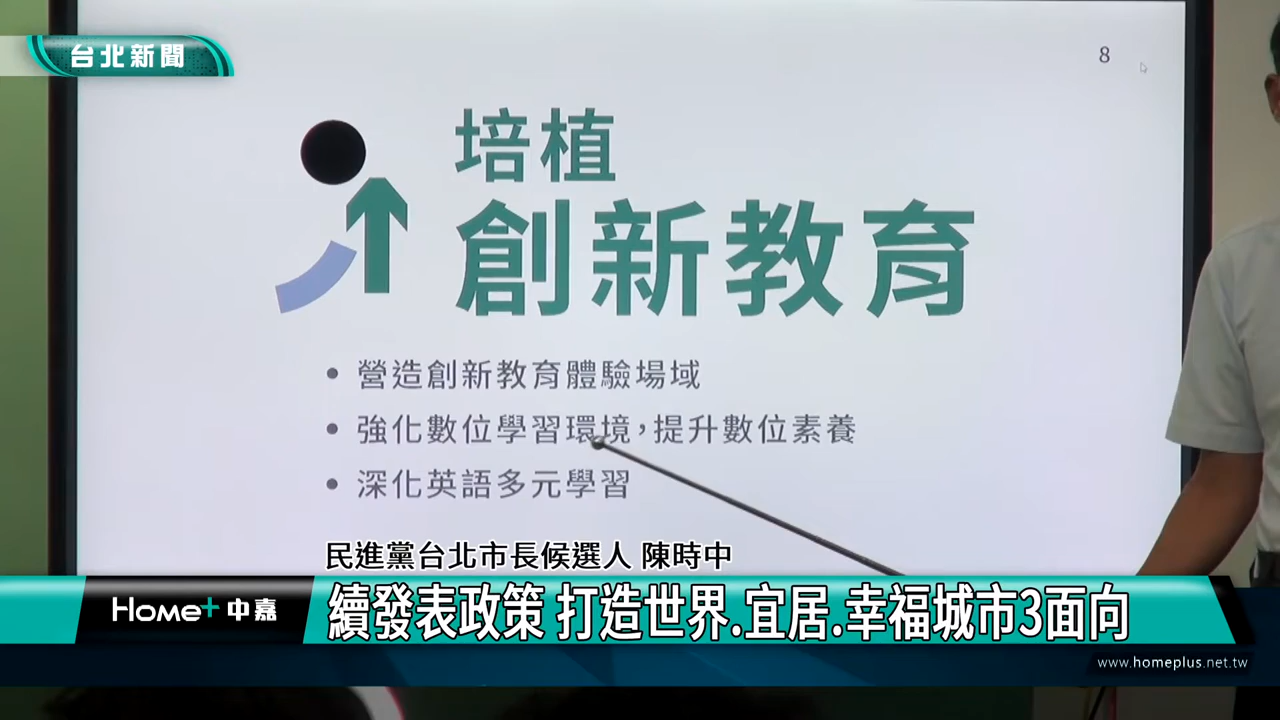 台北新聞
8
培植
創新教育
• 營造創新教育體驗場域
• 強化數位學習環境，提升數位素養
• 深化英語多元學習
民進黨台北市長候選人 陳時中
Home+ 中嘉
續發表政策 打造世界.宜居.幸福城市3面向
www.homeplus.net.tw